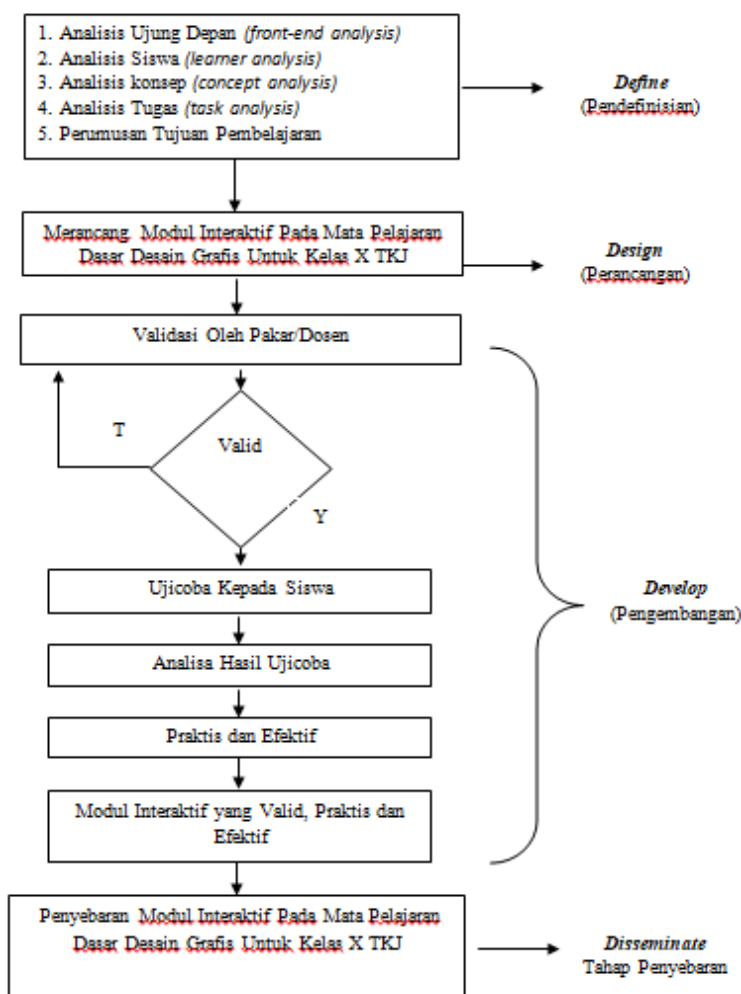 1. Analisis Ujung Depan (front-end analysis)
2. Analisis Siswa (learner analysis)
3. Analisis konsep (concept analysis)
4. Analisis Tugas (task analysis)
5. Perumusan Tujuan Pembelajaran
Define
(Pendefinisian)
Merancang Modul Interaktif Pada Mata Pelajaran
Dasar Desain Grafis Untuk Kelas X TKJ
Design
(Perancangan)
Validasi Oleh Pakar/Dosen
T
Valid
Y
Ujicoba Kepada Siswa
Analisa Hasil Ujicoba
Praktis dan Efektif
Modul Interaktif yang Valid, Praktis dan
Efektif
Develop
(Pengembangan)
Penyebaran Modul Interaktif Pada Mata Pelajaran
Dasar Desain Grafis Untuk Kelas X TKJ
Disseminate
Tahap Penyebaran